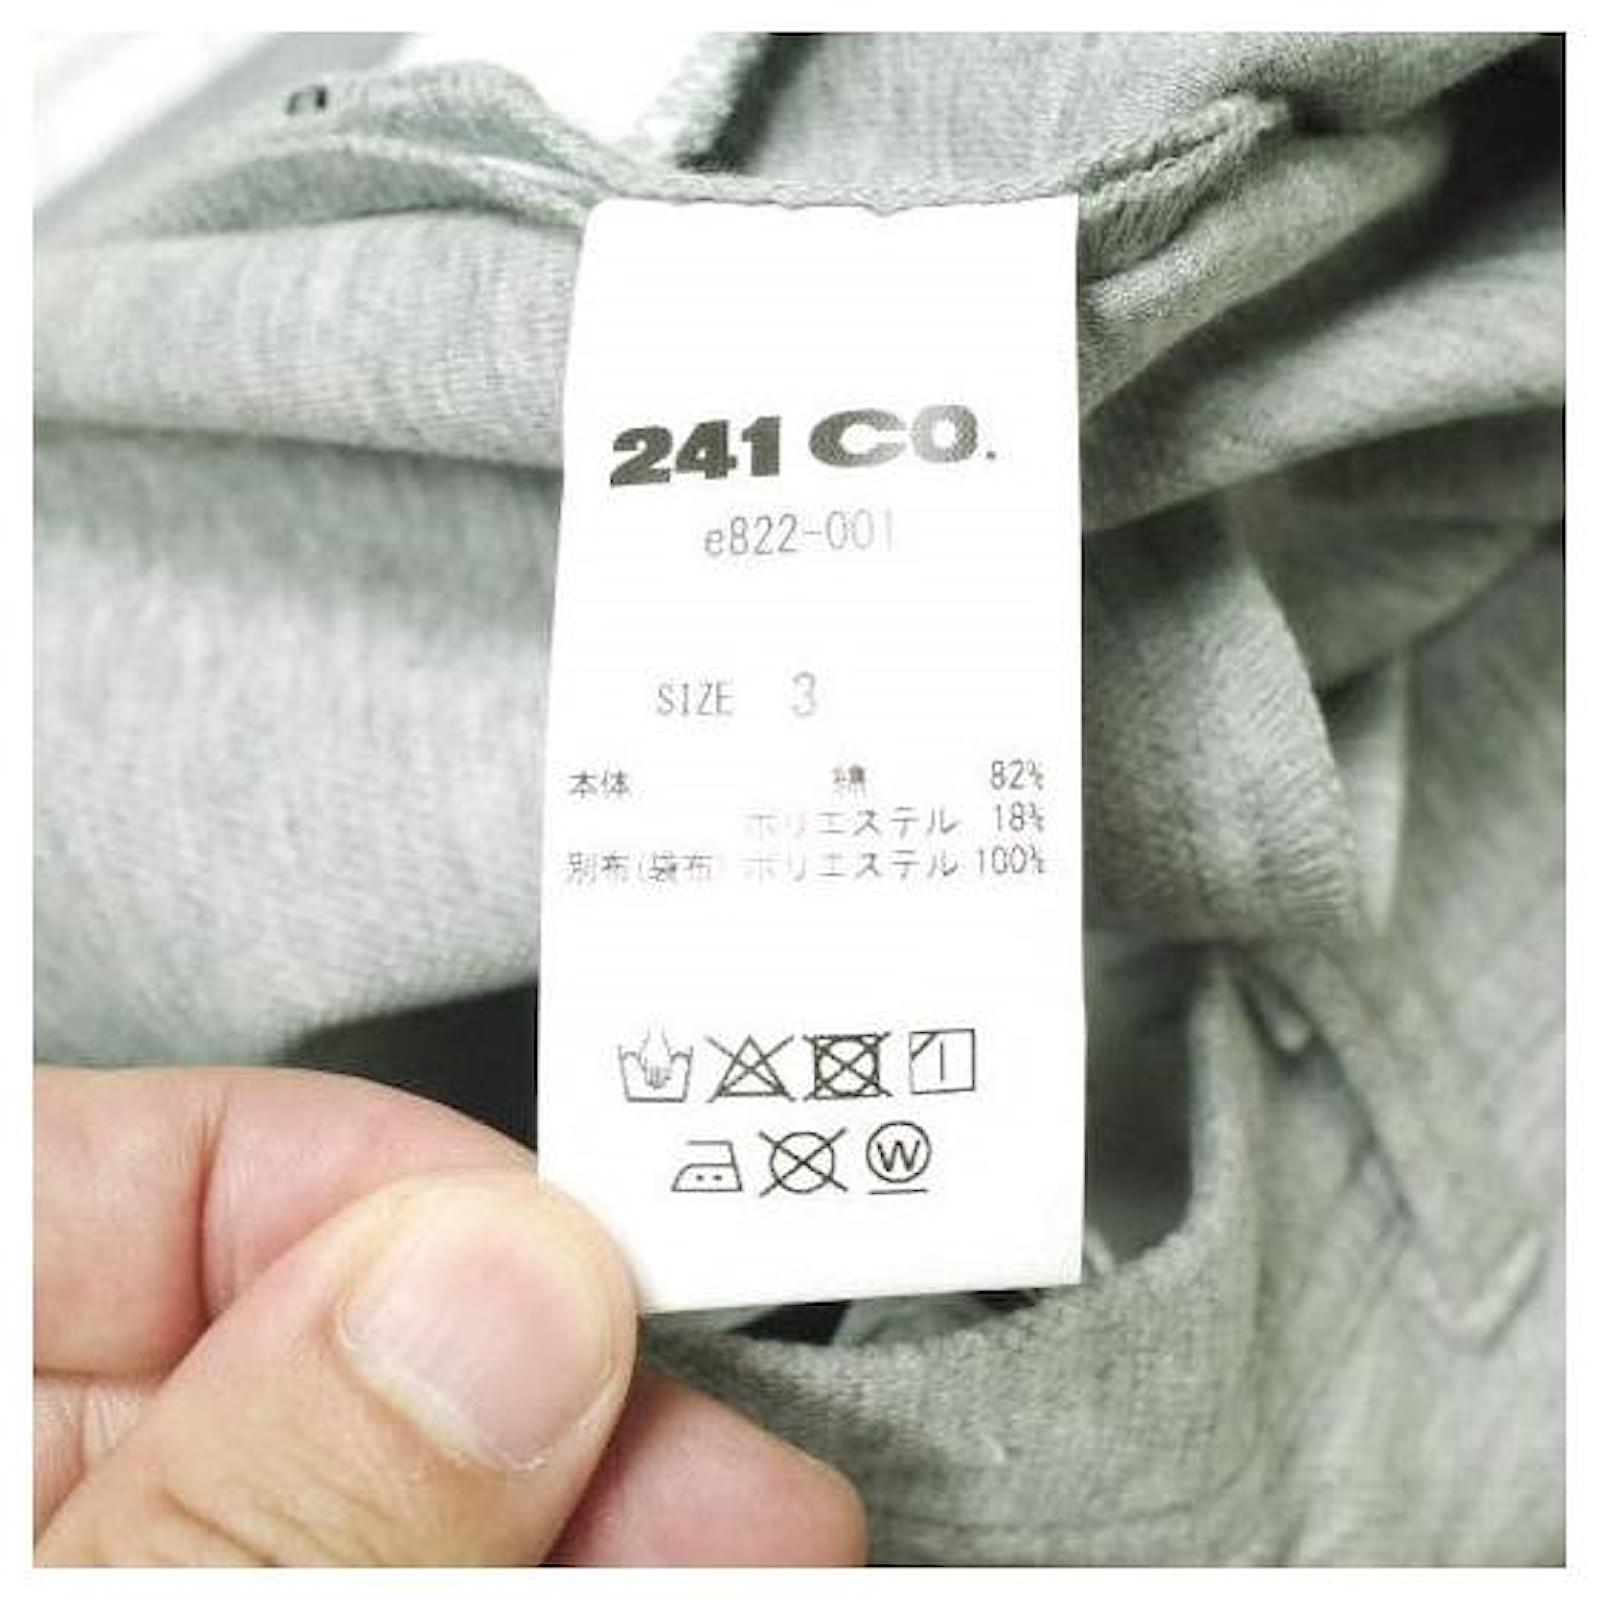 241 CO.
e822-001
SIZE 3
本体 綿 82%
ポリエステル 18%
別布(袋布) ポリエステル 100%
W